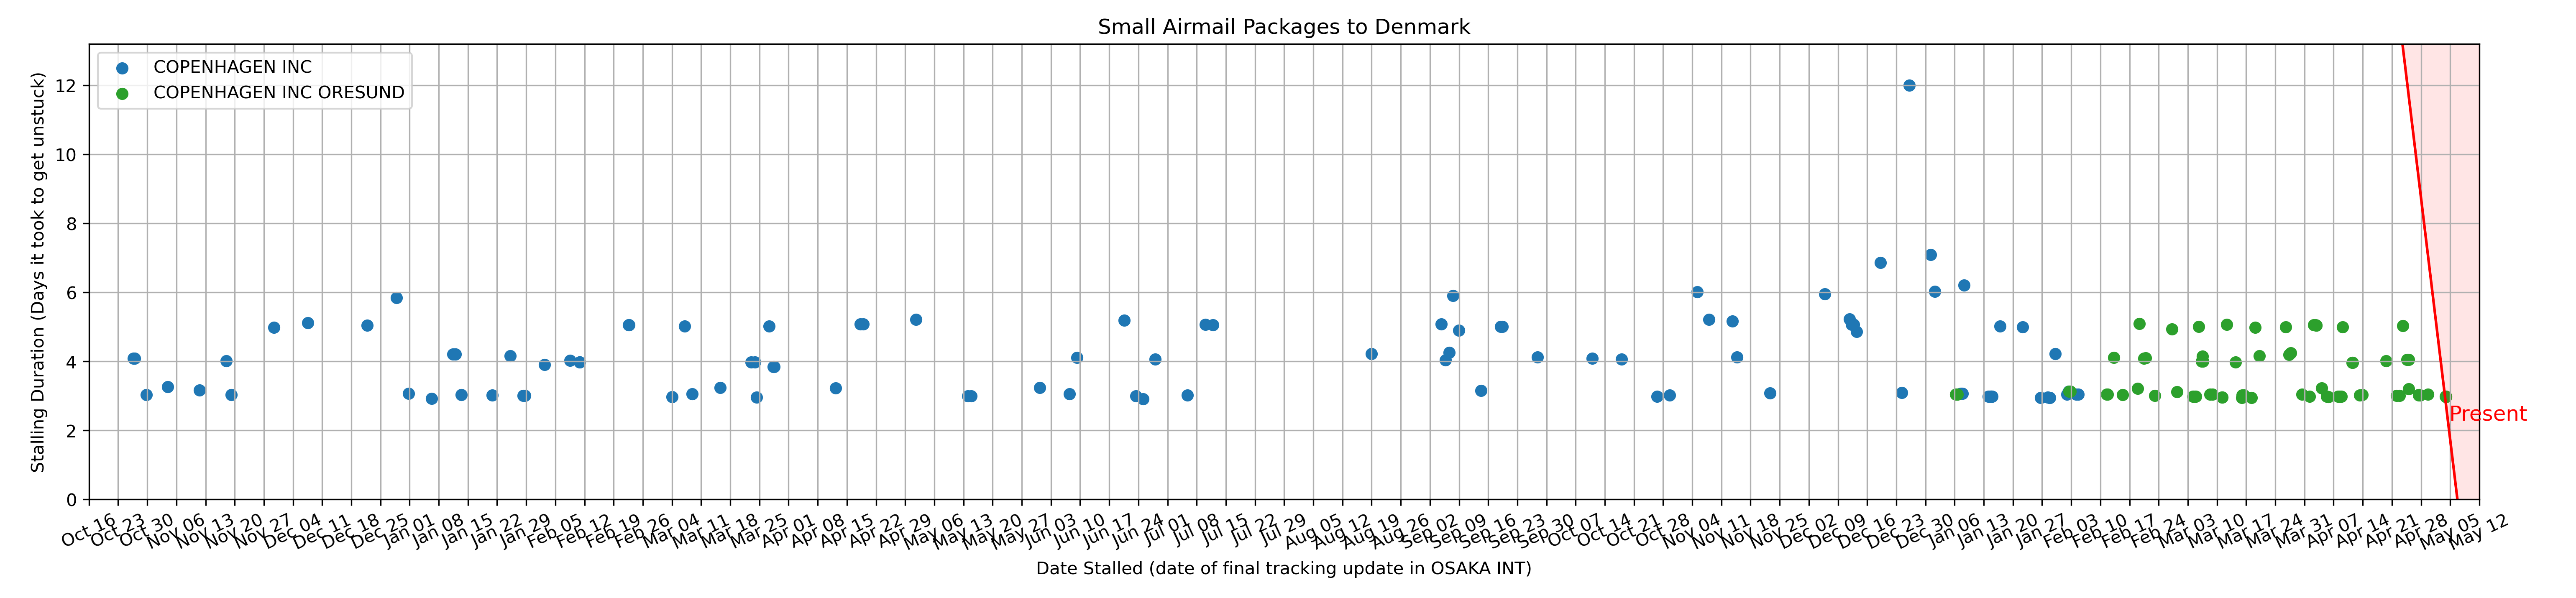 Small Airmail Packages to Denmark
COPENHAGEN INC
COPENHAGEN INC ORESUND
Stalling Duration (Days it took to get unstuck)
12
10
8
6
4
2
0
Present
Oct 16
Oct 23
Oct 30
Nov 06
Nov 13
Nov 20
Nov 27
Dec 04
Dec 11
Dec 18
Dec 25
Jan 01
Jan 08
Jan 15
Jan 22
Jan 29
Feb 05
Feb 12
Feb 19
Feb 26
Mar 04
Mar 11
Mar 18
Mar 25
Apr 01
Apr 08
Apr 15
Apr 22
Apr 29
May 06
May 13
May 20
May 27
Jun 03
Jun 10
Jun 17
Jun 24
Jul 01
Jul 08
Jul 15
Jul 22
Jul 29
Aug 05
Aug 12
Aug 19
Aug 26
Sep 02
Sep 09
Sep 16
Sep 23
Sep 30
Oct 07
Oct 14
Oct 21
Oct 28
Nov 04
Nov 11
Nov 18
Nov 25
Dec 02
Dec 09
Dec 16
Dec 23
Dec 30
Jan 06
Jan 13
Jan 20
Jan 27
Feb 03
Feb 10
Feb 17
Feb 24
Mar 03
Mar 10
Mar 17
Mar 24
Mar 31
Apr 07
Apr 14
Apr 21
Apr 28
May 05
May 12
Date Stalled (date of final tracking update in OSAKA INT)